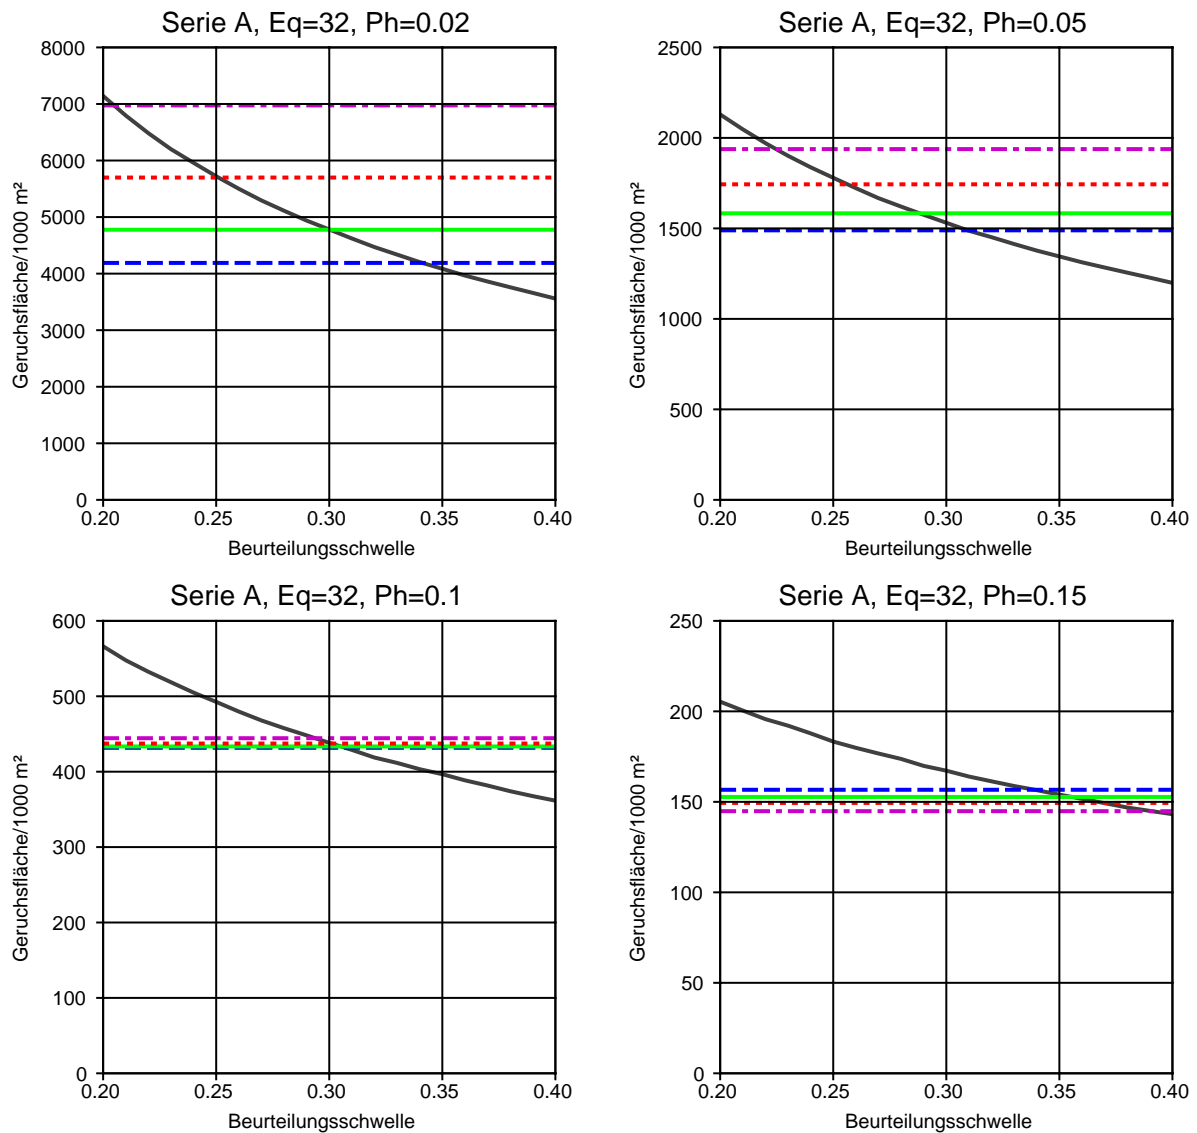 Serie A, Eq=32, Ph=0.02
8000
7000
6000
5000
4000
3000
2000
1000
0
Geruchsfläche/1000 m²
0.20 0.25 0.30 0.35 0.40
Beurteilungsschwelle
Serie A, Eq=32, Ph=0.05
2500
2000
1500
1000
500
0
Geruchsfläche/1000 m²
0.20 0.25 0.30 0.35 0.40
Beurteilungsschwelle
Serie A, Eq=32, Ph=0.1
600
500
400
300
200
100
0
Geruchsfläche/1000 m²
0.20 0.25 0.30 0.35 0.40
Beurteilungsschwelle
Serie A, Eq=32, Ph=0.15
250
200
150
100
50
0
Geruchsfläche/1000 m²
0.20 0.25 0.30 0.35 0.40
Beurteilungsschwelle